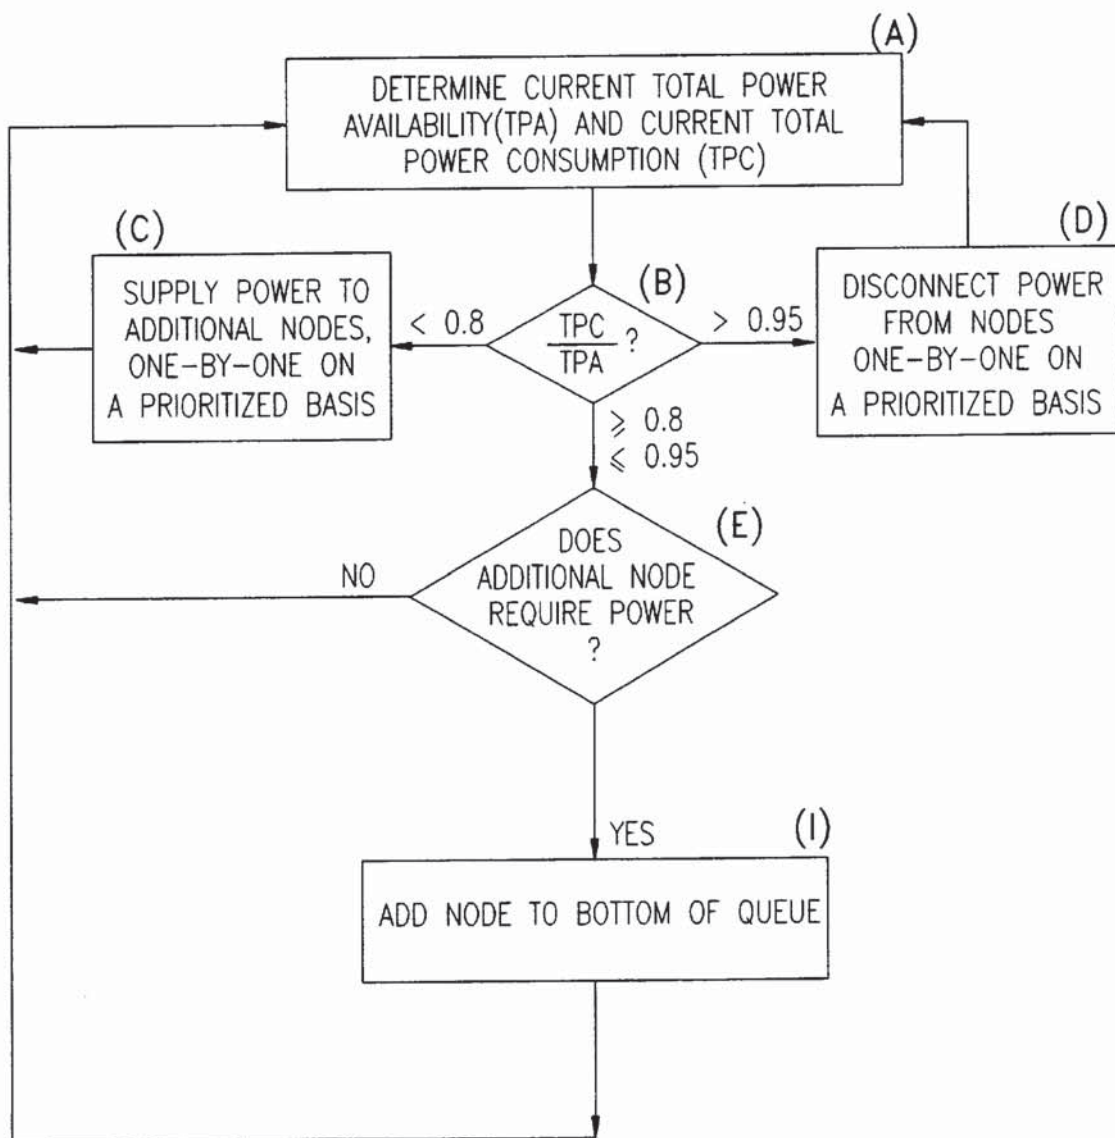 (A)
DETERMINE CURRENT TOTAL POWER
AVAILABILITY(TPA) AND CURRENT TOTAL
POWER CONSUMPTION (TPC)
(C)
SUPPLY POWER TO
ADDITIONAL NODES,
ONE-BY-ONE ON
A PRIORITIZED BASIS
< 0.8
(B)
TPC
TPA
?
> 0.95
(D)
DISCONNECT POWER
FROM NODES
ONE-BY-ONE ON
A PRIORITIZED BASIS
⩾ 0.8
⩽ 0.95
(E)
DOES
ADDITIONAL NODE
REQUIRE POWER
?
NO
YES
(I)
ADD NODE TO BOTTOM OF QUEUE